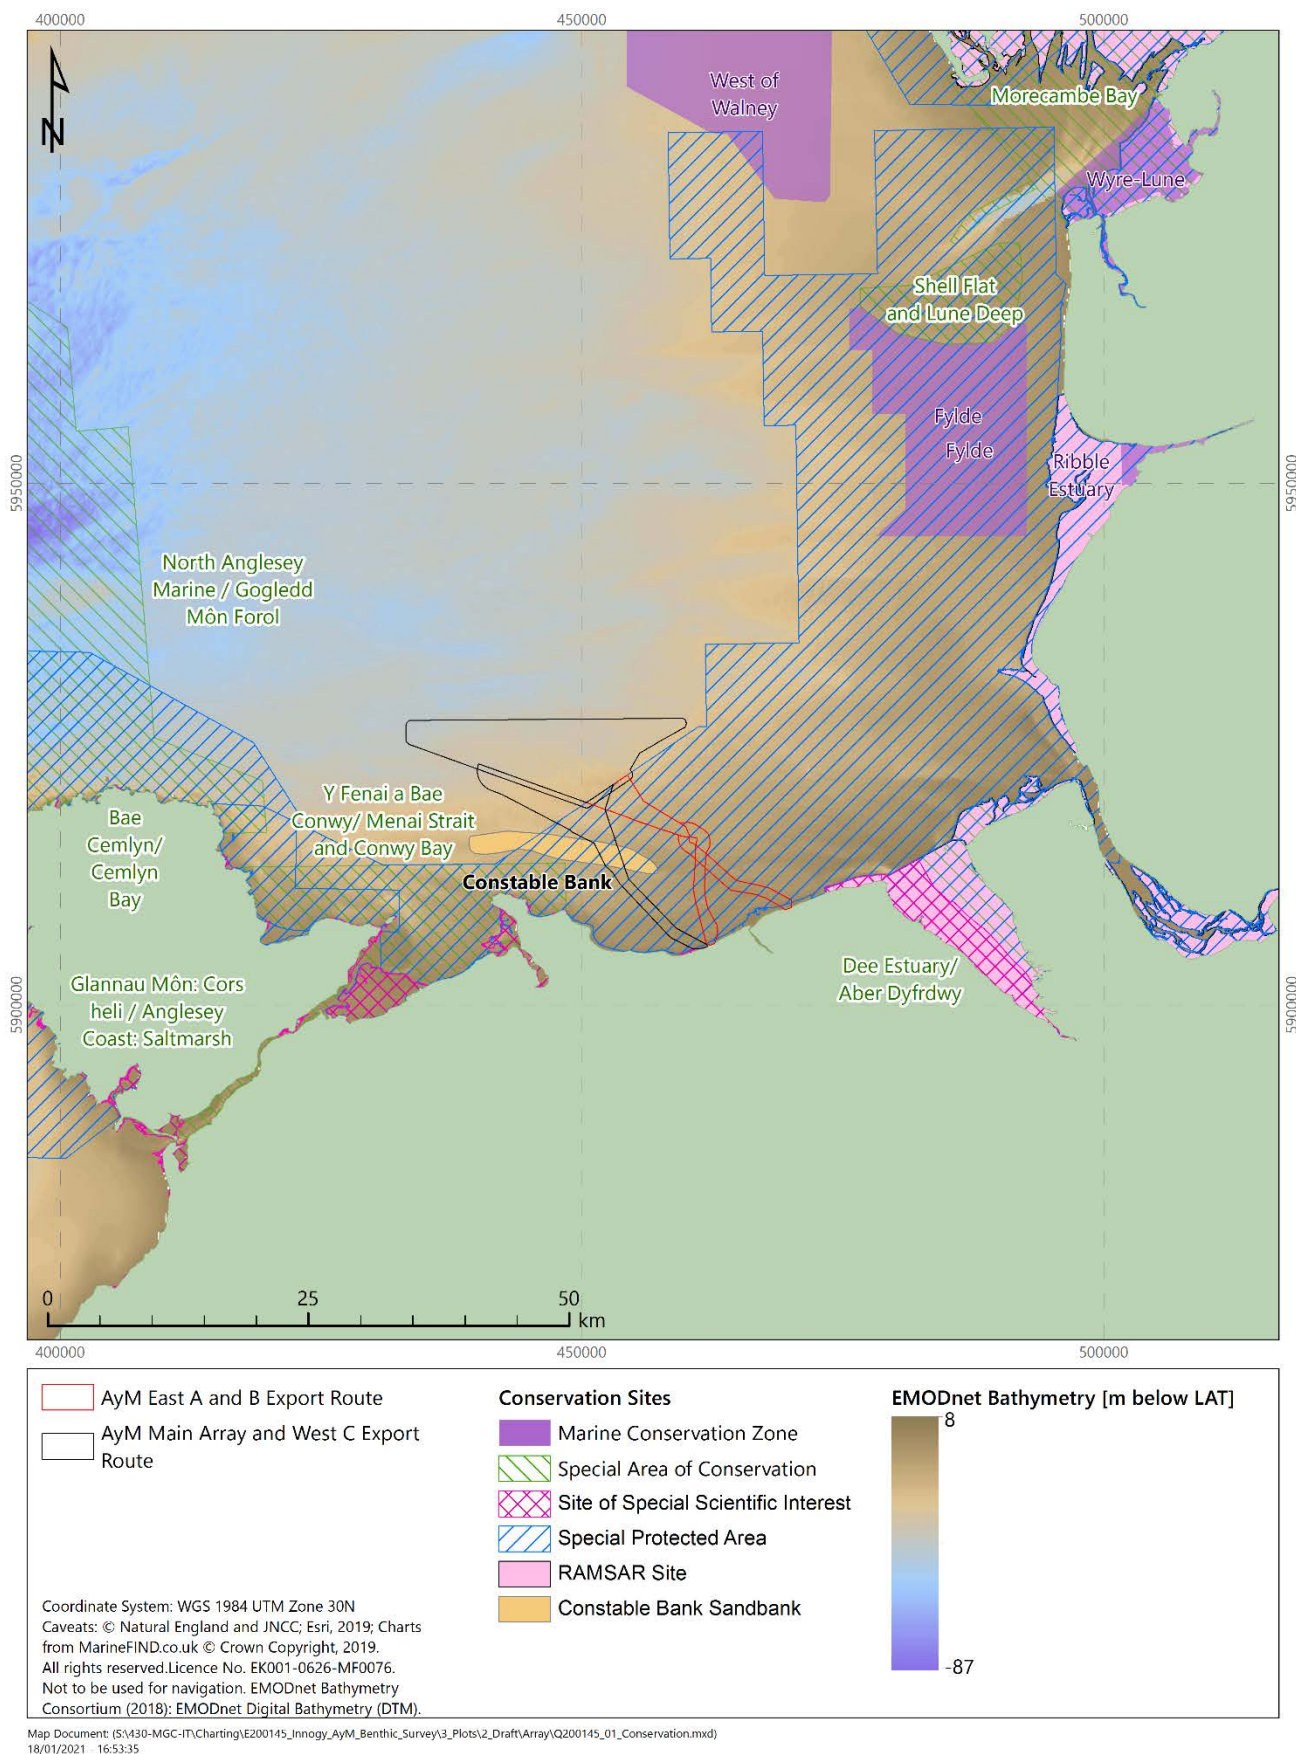 400000
450000
500000
N
West of
Walney
Morecambe Bay
Wyre-Lune
Shell Flat
and Lune Deep
Fylde
Fylde
Ribble
Estuary
5950000
5950000
North Anglesey
Marine / Gogledd
Môn Forol
Y Fenai a Bae
Conwy/ Menai Strait
and Conwy Bay
Bae
Cemlyn/
Cemlyn
Bay
Constable Bank
Dee Estuary/
Aber Dyfrdwy
Glannau Môn: Cors
heli / Anglesey
Coast: Saltmarsh
5900000
5900000
0
25
50
km
400000
450000
500000
AyM East A and B Export Route
AyM Main Array and West C Export
Route
Conservation Sites
Marine Conservation Zone
Special Area of Conservation
Site of Special Scientific Interest
Special Protected Area
RAMSAR Site
Constable Bank Sandbank
EMODnet Bathymetry [m below LAT]
8
-87
Coordinate System: WGS 1984 UTM Zone 30N
Caveats: © Natural England and JNCC; Esri, 2019; Charts
from MarineFIND.co.uk © Crown Copyright, 2019.
All rights reserved.Licence No. EK001-0626-MF0076.
Not to be used for navigation. EMODnet Bathymetry
Consortium (2018): EMODnet Digital Bathymetry (DTM).
Map Document: (S:\430-MGC-IT\Charting\E200145_Innogy_AyM_Benthic_Survey\3_Plots\2_Draft\Array\Q200145_01_Conservation.mxd)
18/01/2021 - 16:53:35